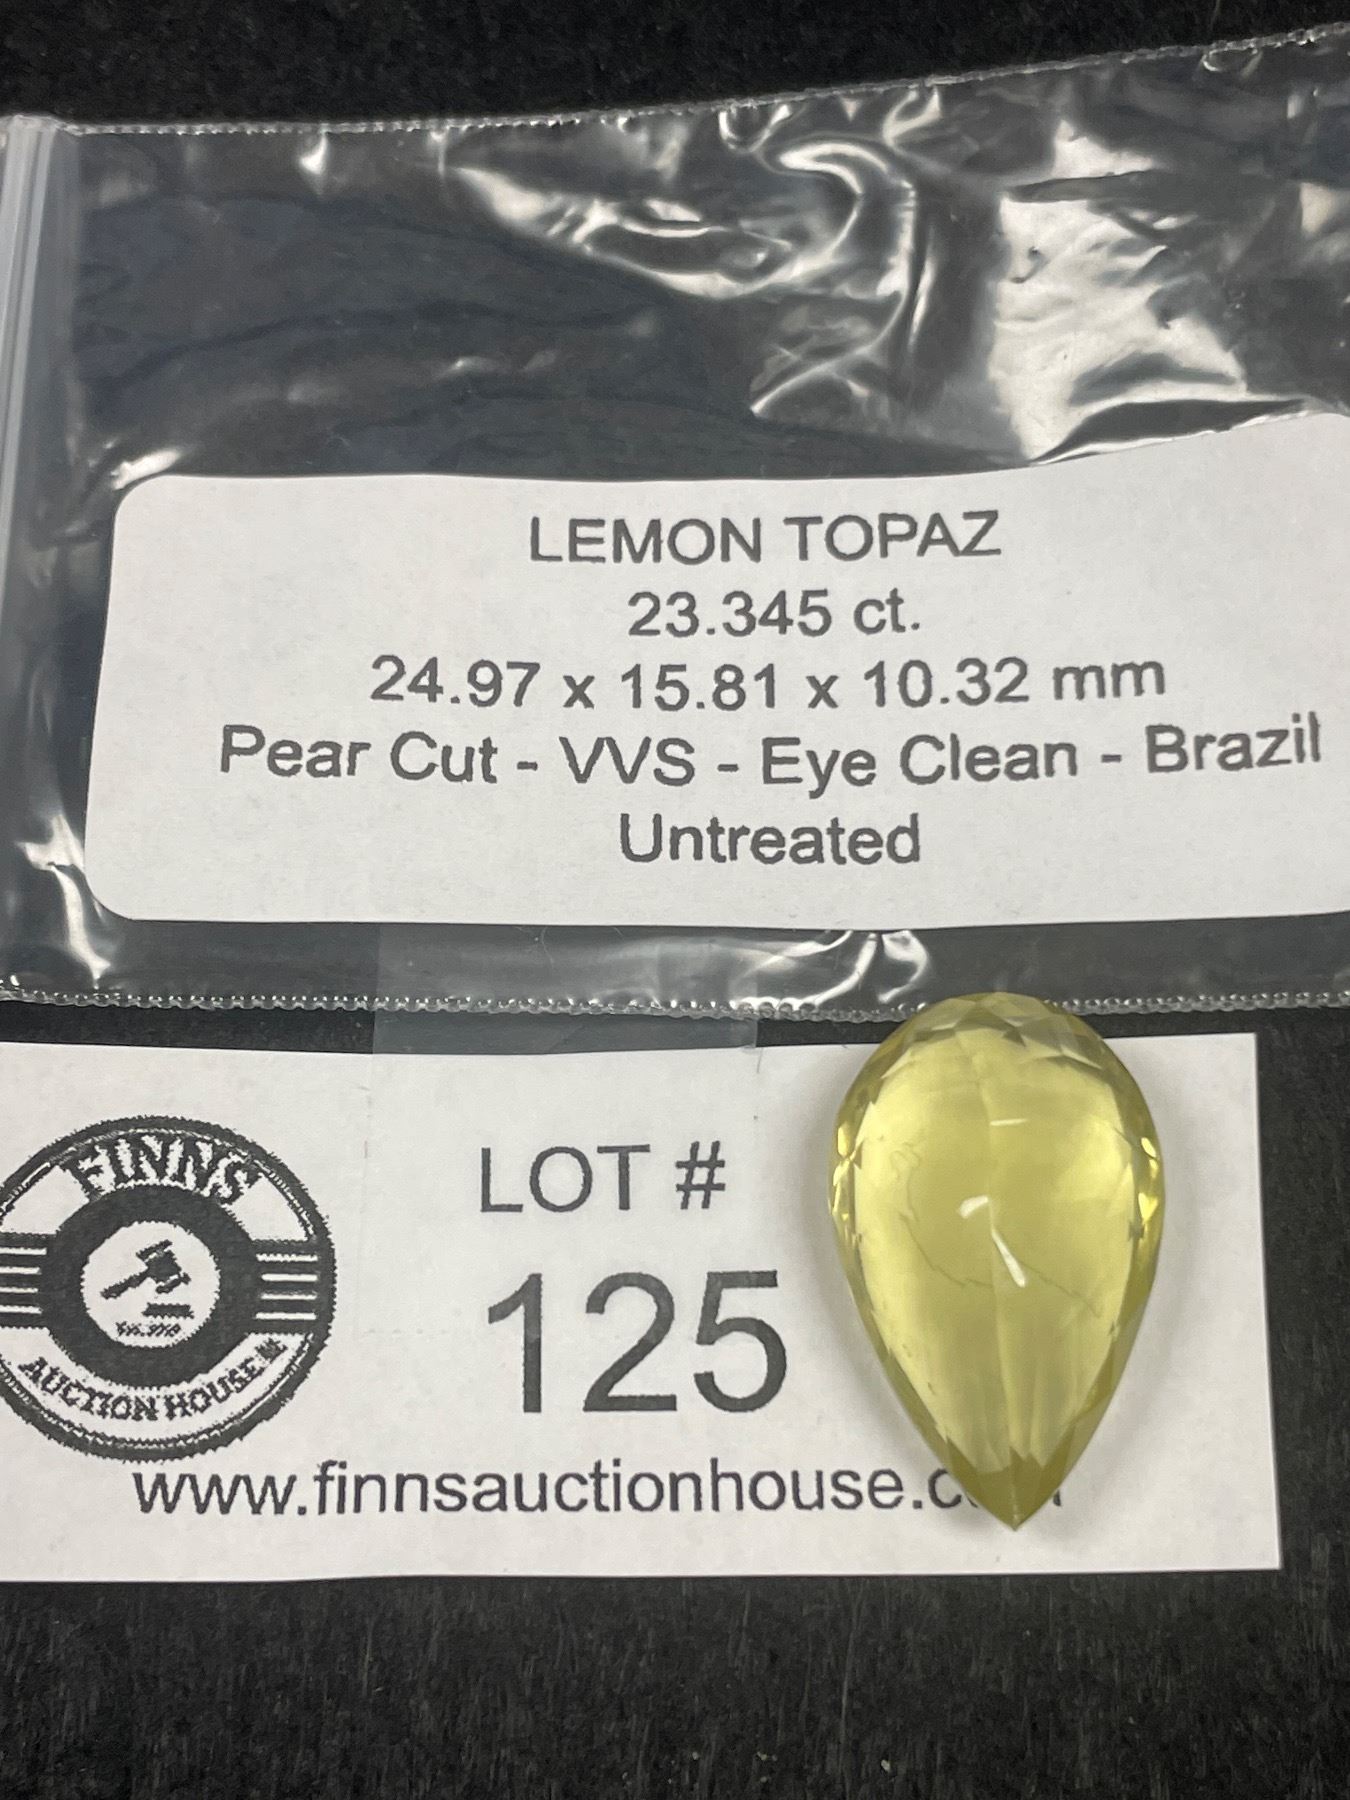 LEMON TOPAZ
23.345 ct.
24.97 x 15.81 x 10.32 mm
Pear Cut - VVS - Eye Clean - Brazil
Untreated
FINNS
AUCTION HOUSE
LOT #
125
www.finnsauctionhouse.c